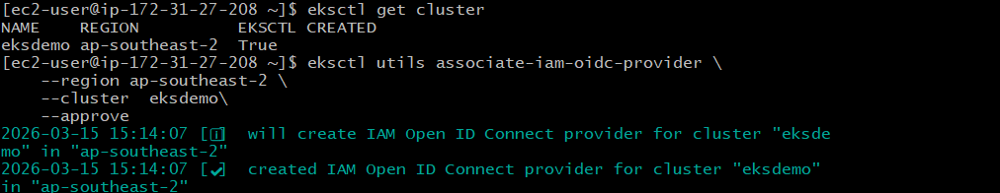 [ec2-user@ip-172-31-27-208 ~]$ eksctl get cluster
NAME    REGION          EKSCTL CREATED
eksdemo ap-southeast-2  True
[ec2-user@ip-172-31-27-208 ~]$ eksctl utils associate-iam-oidc-provider \
    --region ap-southeast-2 \
    --cluster  eksdemo\
    --approve
2026-03-15 15:14:07 [ℹ]  will create IAM Open ID Connect provider for cluster "eksde
mo" in "ap-southeast-2"
2026-03-15 15:14:07 [✔]  created IAM Open ID Connect provider for cluster "eksdemo"
in "ap-southeast-2"